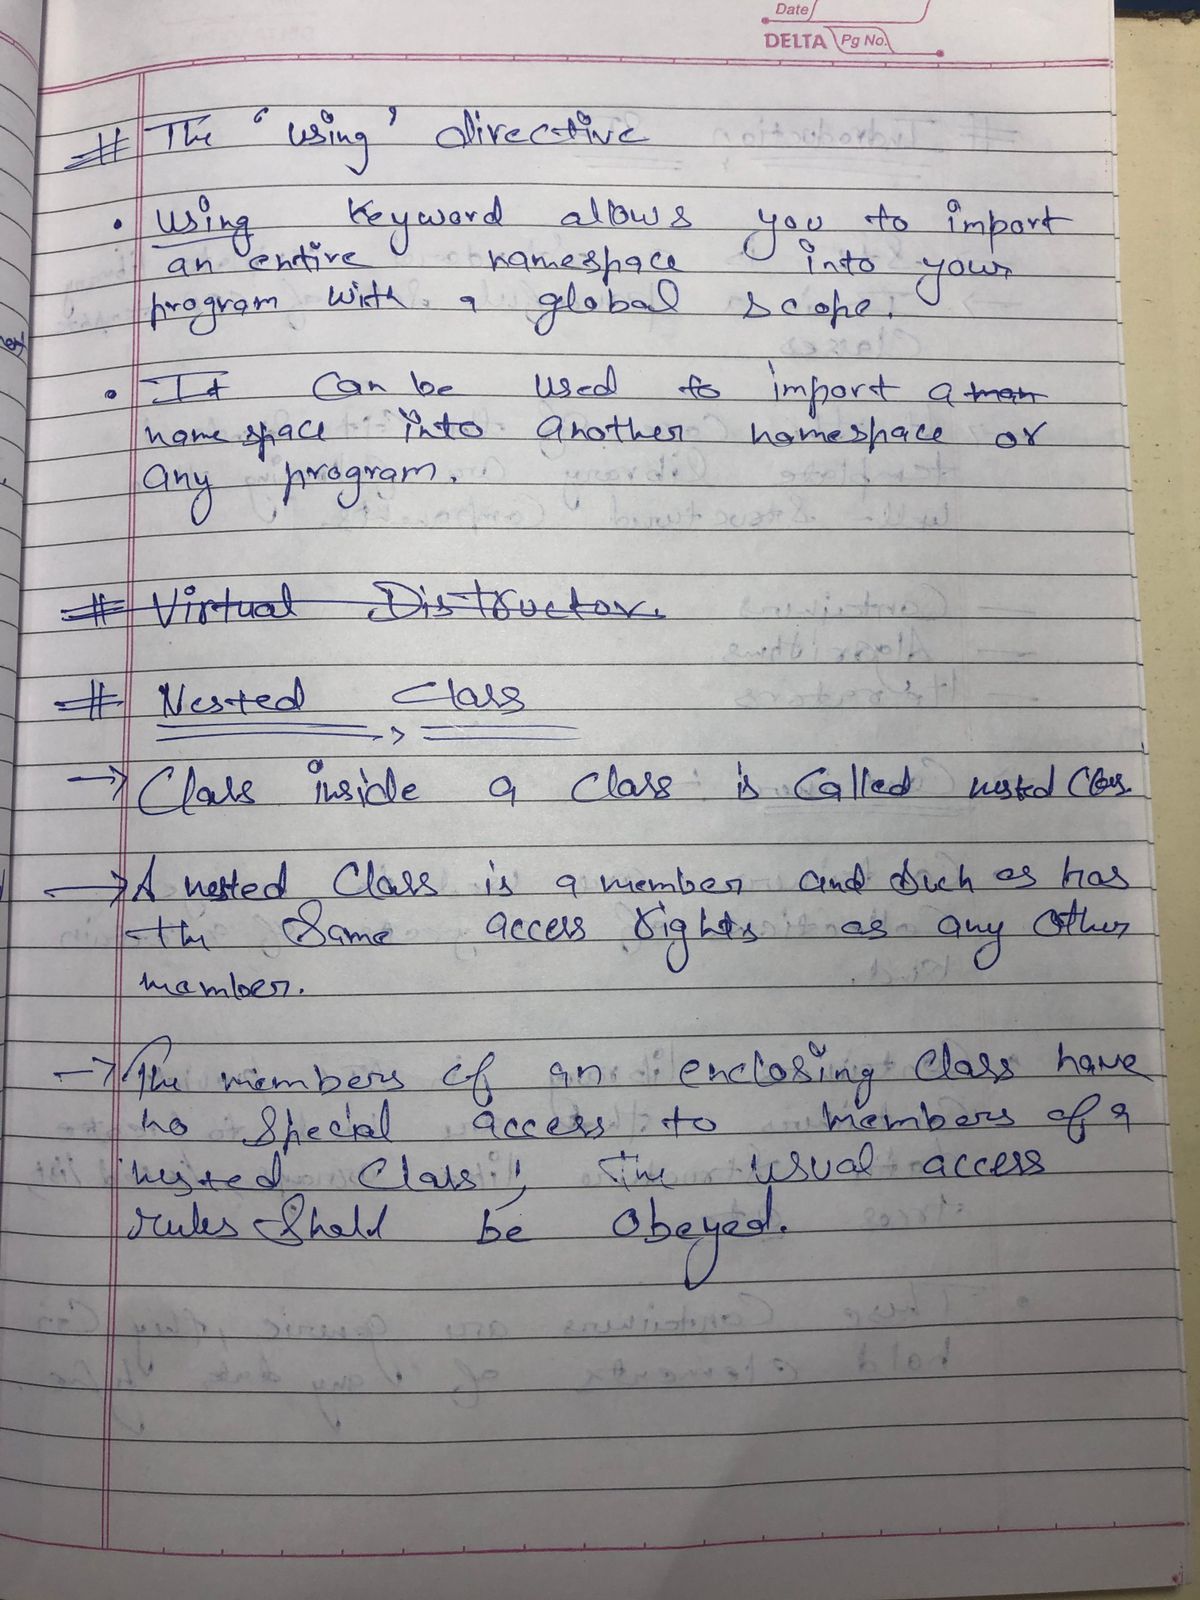 Date
DELTA Pg No.
# The 'using' directive
• using keyword allows you to import
an entire namespace into your
program with a global scope.
• It can be used to import a man
name space into another namespace or
any program.
# Virtual Distructor.
# Nested Class
→ Class inside a class is called nested class.
→ A nested class is a member and such as has
the same access rights as any other
member.
→ The members of an enclosing class have
no special access to members of a
nested class; The usual access
rules shall be obeyed.